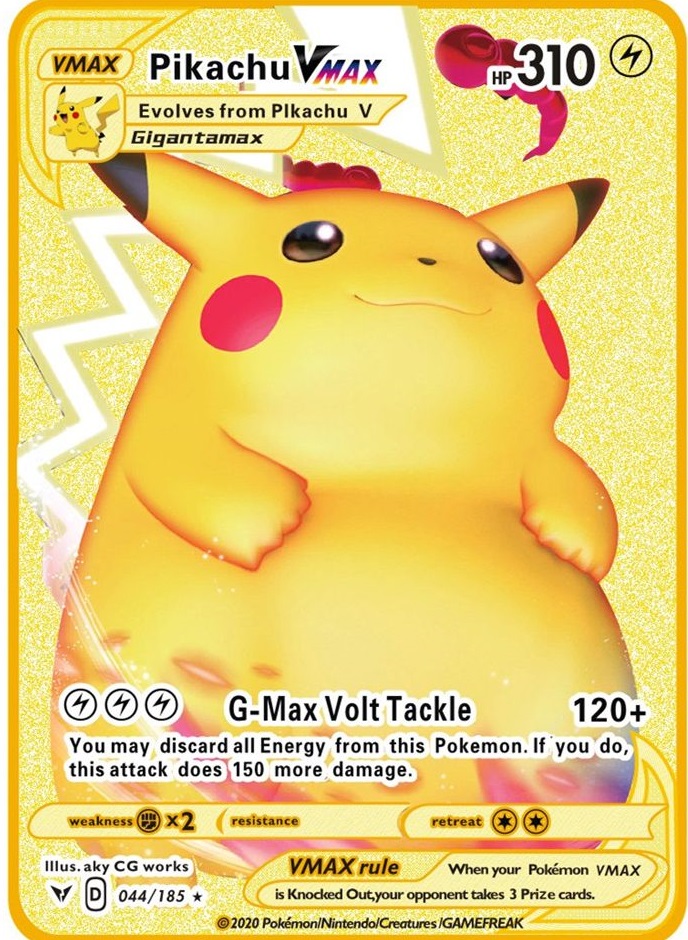 VMAX Pikachu VMAX HP 310
Evolves from PIkachu V
Gigantamax
G-Max Volt Tackle 120+
You may discard all Energy from this Pokemon. If you do,
this attack does 150 more damage.
weakness x2 resistance retreat
Illus. aky CG works
D 044/185 ★
VMAX rule When your Pokémon VMAX
is Knocked Out,your opponent takes 3 Prize cards.
©2020 Pokémon/Nintendo/Creatures/GAMEFREAK